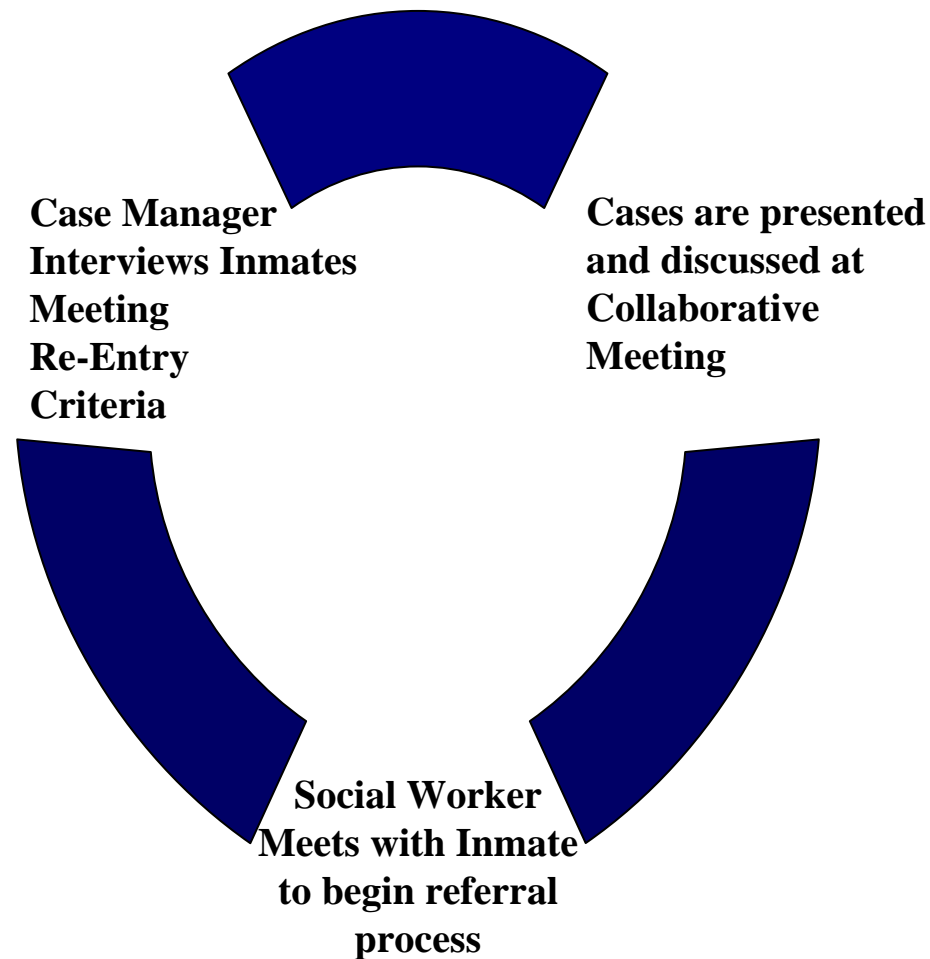 Case Manager
Interviews Inmates
Meeting
Re-Entry
Criteria
Cases are presented
and discussed at
Collaborative
Meeting
Social Worker
Meets with Inmate
to begin referral
process